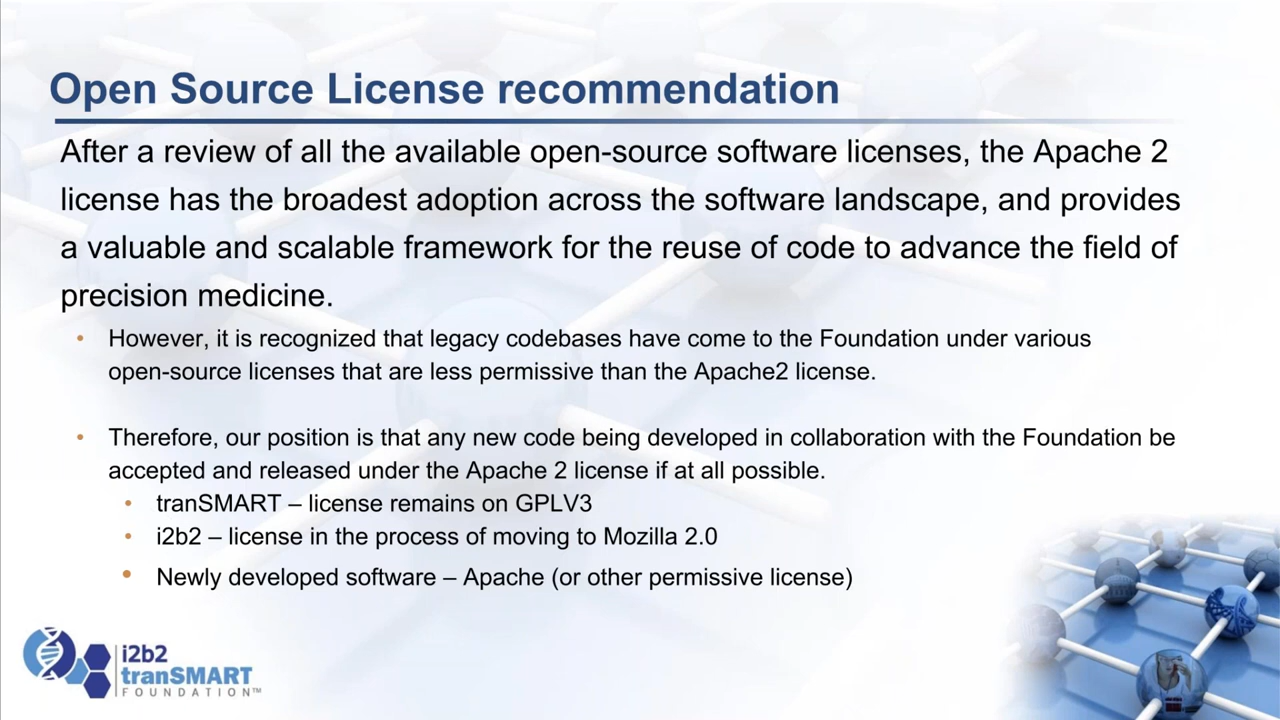 Open Source License recommendation
After a review of all the available open-source software licenses, the Apache 2
license has the broadest adoption across the software landscape, and provides
a valuable and scalable framework for the reuse of code to advance the field of
precision medicine.
• However, it is recognized that legacy codebases have come to the Foundation under various
open-source licenses that are less permissive than the Apache2 license.
• Therefore, our position is that any new code being developed in collaboration with the Foundation be
accepted and released under the Apache 2 license if at all possible.
• tranSMART – license remains on GPLV3
• i2b2 – license in the process of moving to Mozilla 2.0
• Newly developed software – Apache (or other permissive license)
i2b2
tranSMART
FOUNDATION™